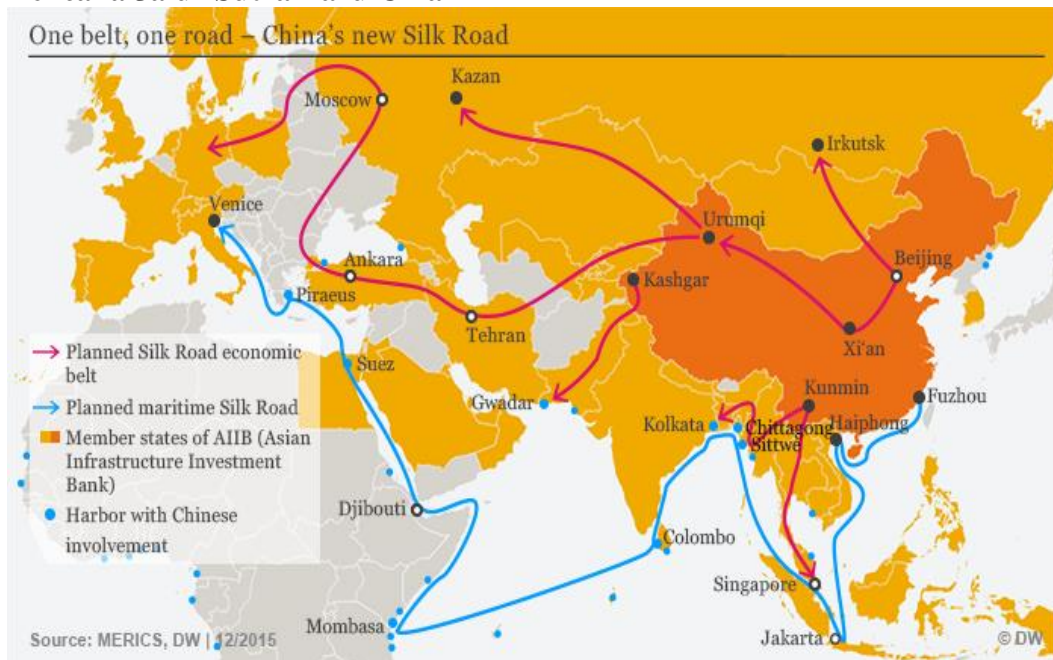 One belt, one road – China's new Silk Road
Kazan
Moscow
Irkutsk
Venice
Urumqi
Ankara
Beijing
Kashgar
Piraeus
Tehran
Xi'an
Suez
Kunmin
Fuzhou
Gwadar
Kolkata
Chittagong
Haiphong
Sittwe
Djibouti
Colombo
Singapore
Mombasa
Jakarta
Planned Silk Road economic
belt
Planned maritime Silk Road
Member states of AIIB (Asian
Infrastructure Investment
Bank)
Harbor with Chinese
involvement
Source: MERICS, DW | 12/2015
© DW